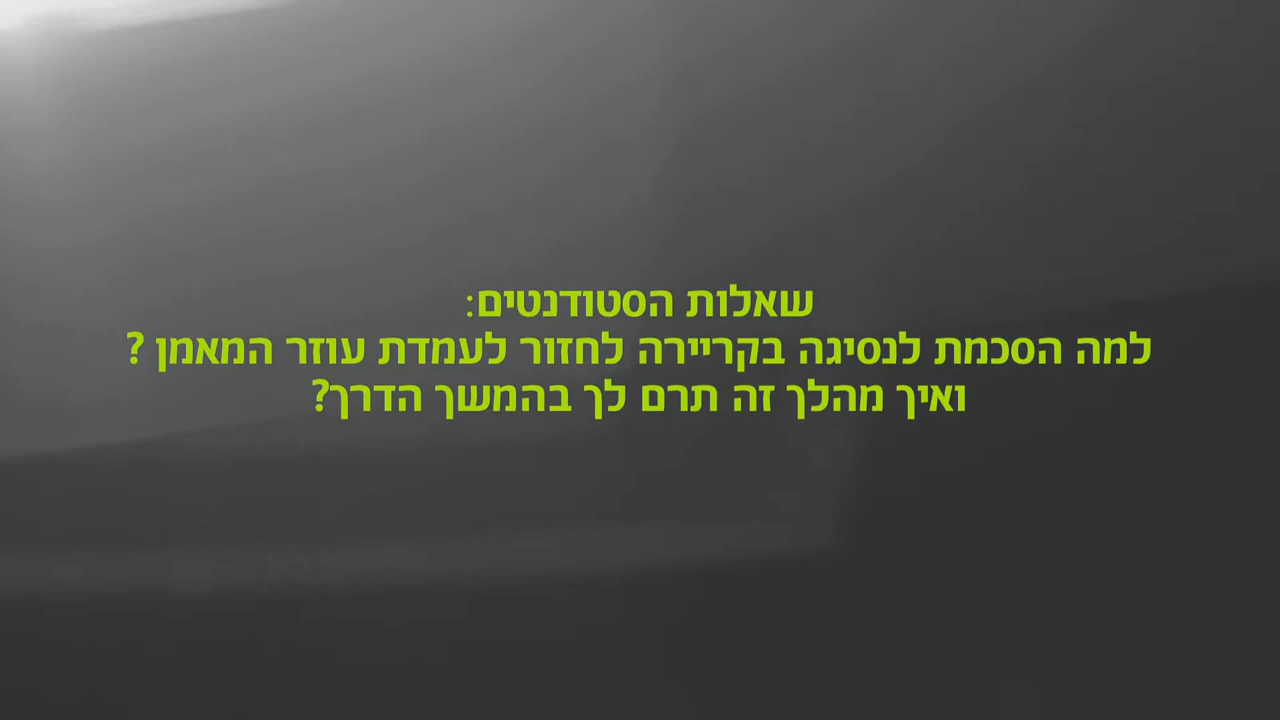 שאלות הסטודנטים:
למה הסכמת לנסיגה בקריירה לחזור לעמדת עוזר המאמן ?
ואיך מהלך זה תרם לך בהמשך הדרך?